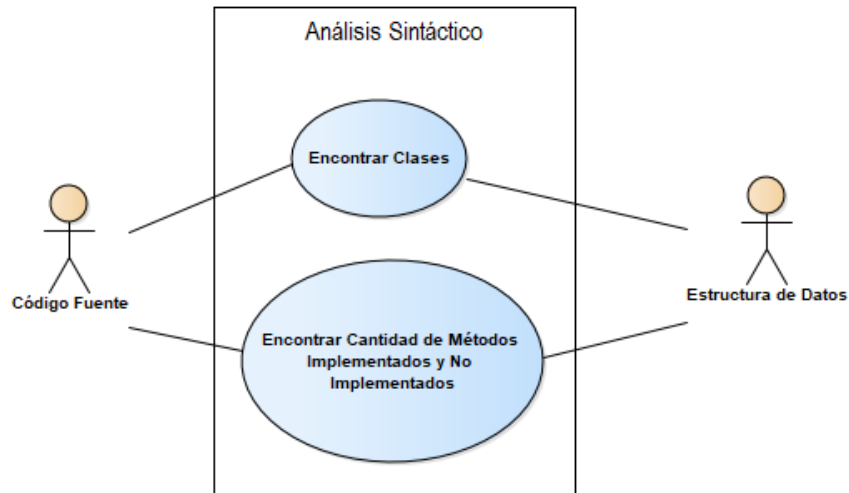 Análisis Sintáctico
Encontrar Clases
Código Fuente
Estructura de Datos
Encontrar Cantidad de Métodos
Implementados y No
Implementados